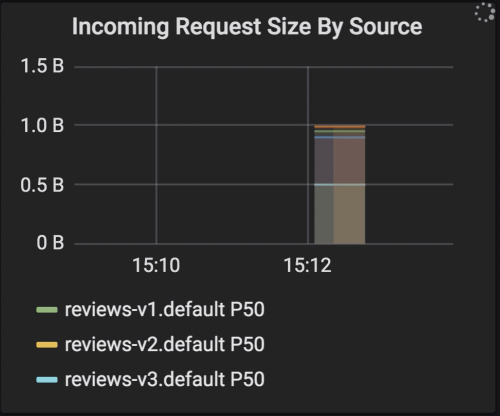 Incoming Request Size By Source
1.5 B
1.0 B
0.5 B
0 B
15:10 15:12
reviews-v1.default P50
reviews-v2.default P50
reviews-v3.default P50